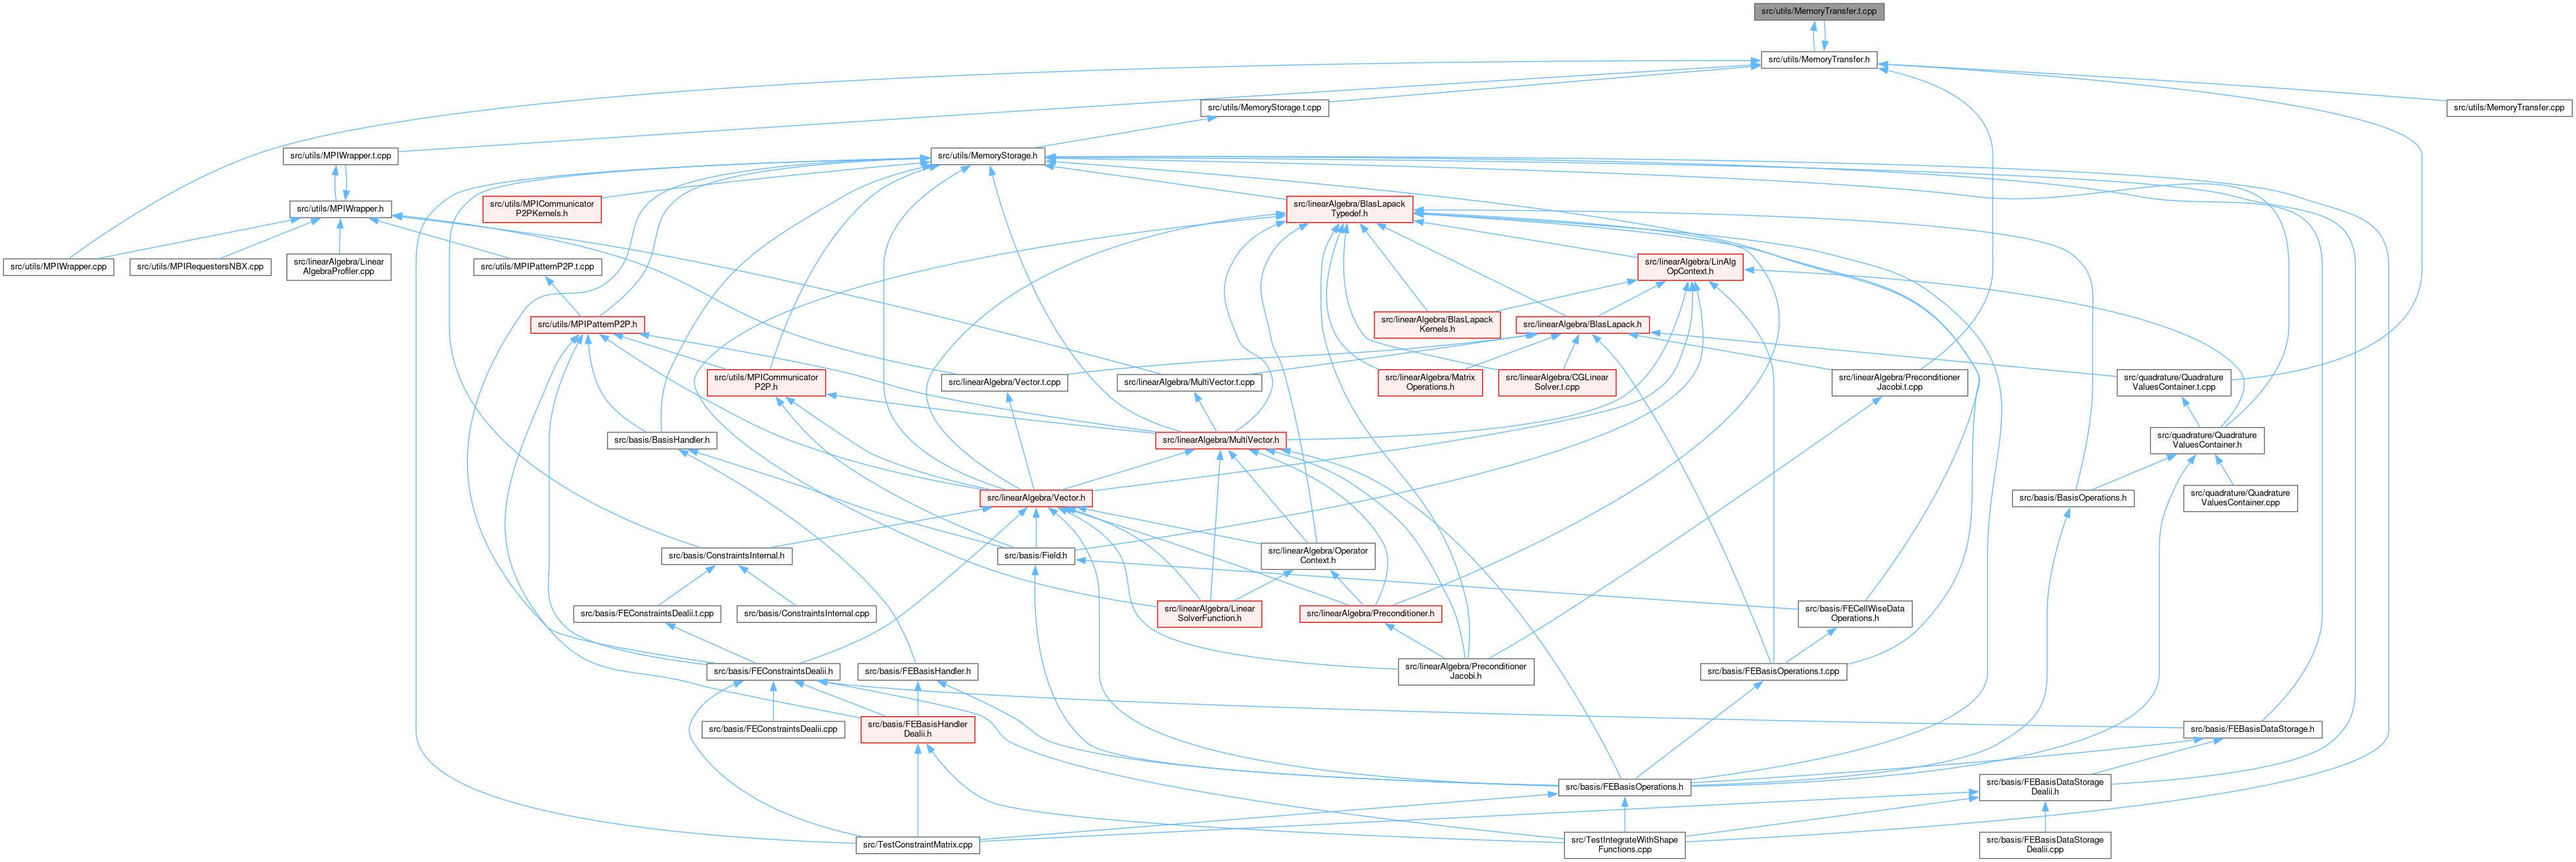 src/utils/MemoryTransfer.t.cpp
src/utils/MemoryTransfer.h
src/utils/MemoryStorage.t.cpp
src/utils/MemoryTransfer.cpp
src/utils/MPIWrapper.t.cpp
src/utils/MemoryStorage.h
src/utils/MPIWrapper.h
src/utils/MPICommunicator
P2PKernels.h
src/linearAlgebra/BlasLapack
Typedef.h
src/utils/MPIWrapper.cpp
src/utils/MPIRequestersNBX.cpp
src/linearAlgebra/Linear
AlgebraProfiler.cpp
src/utils/MPIPatternP2P.t.cpp
src/linearAlgebra/LinAlg
OpContext.h
src/utils/MPIPatternP2P.h
src/linearAlgebra/BlasLapack
Kernels.h
src/linearAlgebra/BlasLapack.h
src/utils/MPICommunicator
P2P.h
src/linearAlgebra/Vector.t.cpp
src/linearAlgebra/MultiVector.t.cpp
src/linearAlgebra/Matrix
Operations.h
src/linearAlgebra/CGLinear
Solver.t.cpp
src/linearAlgebra/Preconditioner
Jacobi.t.cpp
src/quadrature/Quadrature
ValuesContainer.t.cpp
src/basis/BasisHandler.h
src/linearAlgebra/MultiVector.h
src/quadrature/Quadrature
ValuesContainer.h
src/linearAlgebra/Vector.h
src/basis/BasisOperations.h
src/quadrature/Quadrature
ValuesContainer.cpp
src/basis/ConstraintsInternal.h
src/basis/Field.h
src/linearAlgebra/Operator
Context.h
src/basis/FEConstraintsDealii.t.cpp
src/basis/ConstraintsInternal.cpp
src/linearAlgebra/Linear
SolverFunction.h
src/linearAlgebra/Preconditioner.h
src/basis/FECellWiseData
Operations.h
src/basis/FEConstraintsDealii.h
src/basis/FEBasisHandler.h
src/linearAlgebra/Preconditioner
Jacobi.h
src/basis/FEBasisOperations.t.cpp
src/basis/FEConstraintsDealii.cpp
src/basis/FEBasisHandler
Dealii.h
src/basis/FEBasisDataStorage.h
src/basis/FEBasisOperations.h
src/basis/FEBasisDataStorage
Dealii.h
src/TestConstraintMatrix.cpp
src/TestIntegrateWithShape
Functions.cpp
src/basis/FEBasisDataStorage
Dealii.cpp